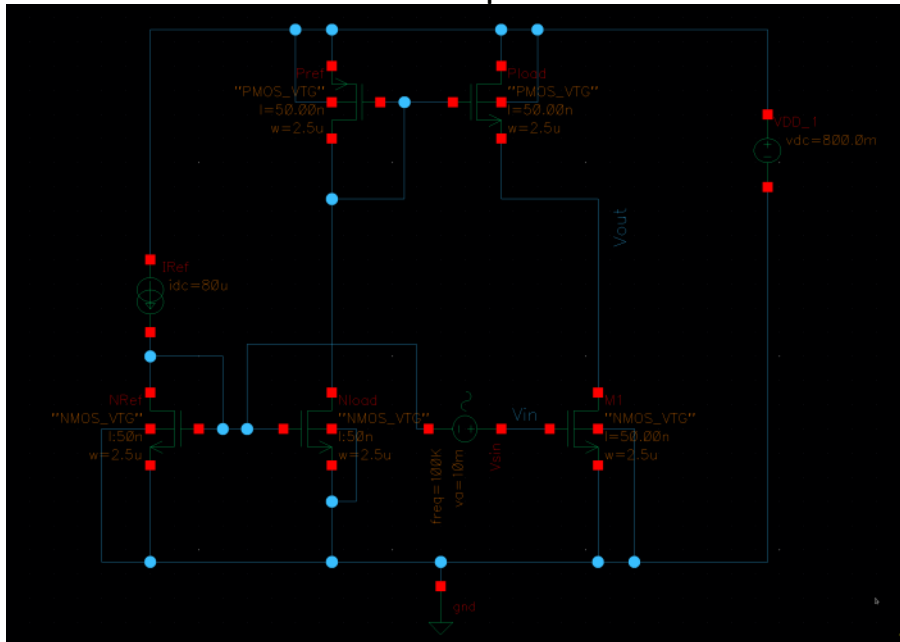 Pref
"PMOS_VTG"
l=50.00n
w=2.5u
Pload
"PMOS_VTG"
l=50.00n
w=2.5u
VDD_1
vdc=800.0m
Vout
IRef
idc=80u
NRef
"NMOS_VTG"
l:50n
w=2.5u
Nload
"NMOS_VTG"
l:50n
w=2.5u
freq=100K
va=10m
Vsin
Vin
M1
"NMOS_VTG"
l=50.00n
w=2.5u
gnd